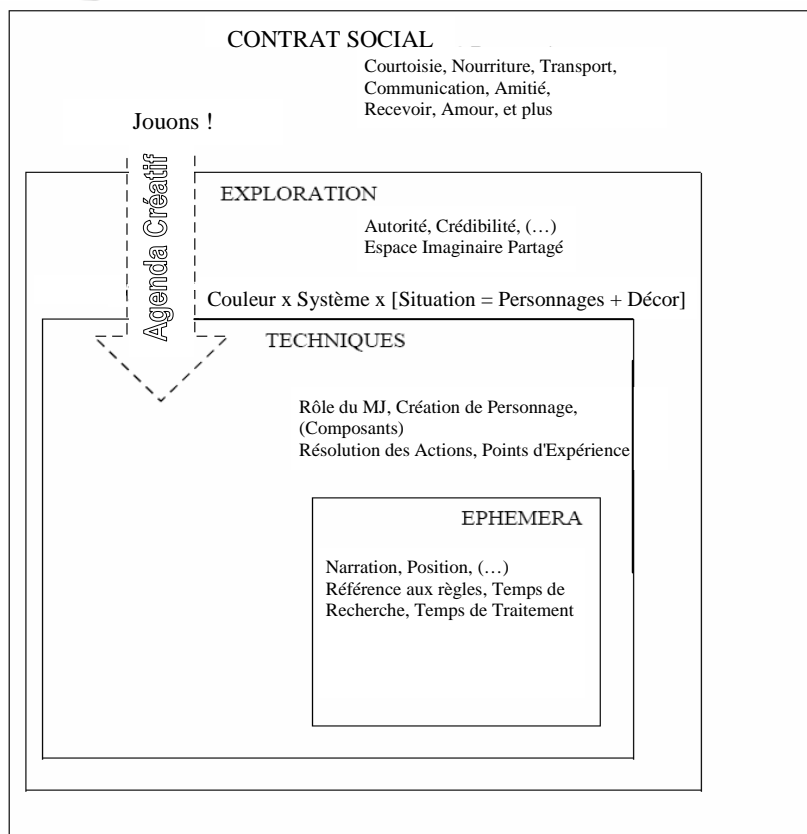 CONTRAT SOCIAL
Courtoisie, Nourriture, Transport,
Communication, Amitié,
Recevoir, Amour, et plus
Jouons !
Agenda Créatif
EXPLORATION
Autorité, Crédibilité, (…)
Espace Imaginaire Partagé
Couleur x Système x [Situation = Personnages + Décor]
TECHNIQUES
Rôle du MJ, Création de Personnage,
(Composants)
Résolution des Actions, Points d'Expérience
EPHEMERA
Narration, Position, (…)
Référence aux règles, Temps de
Recherche, Temps de Traitement